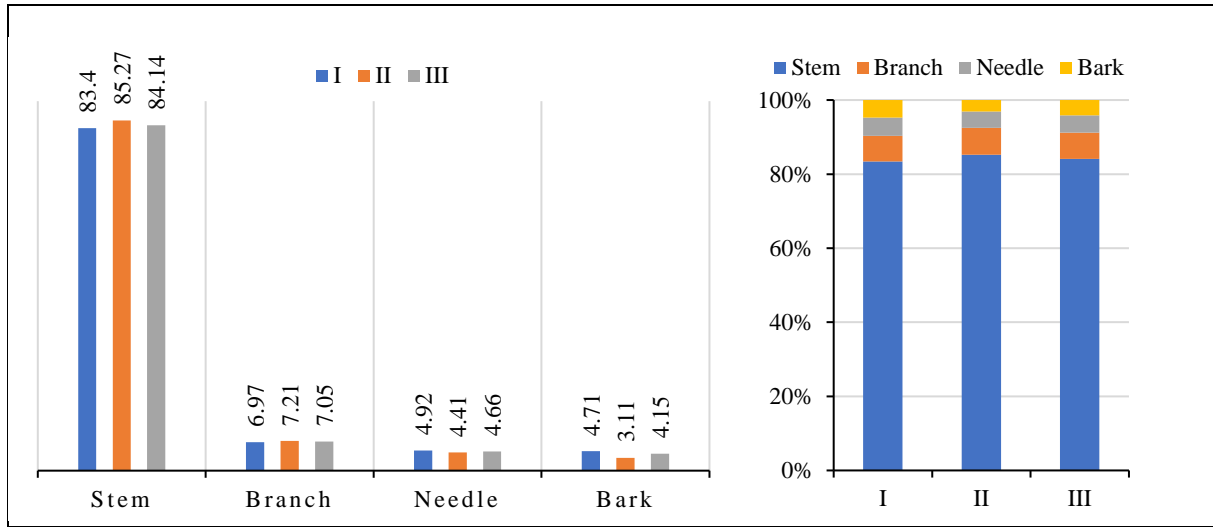 I II III
83.4 85.27 84.14
6.97 7.21 7.05
4.92 4.41 4.66
4.71 3.11 4.15
Stem Branch Needle Bark
Stem Branch Needle Bark
100%
80%
60%
40%
20%
0%
I II III